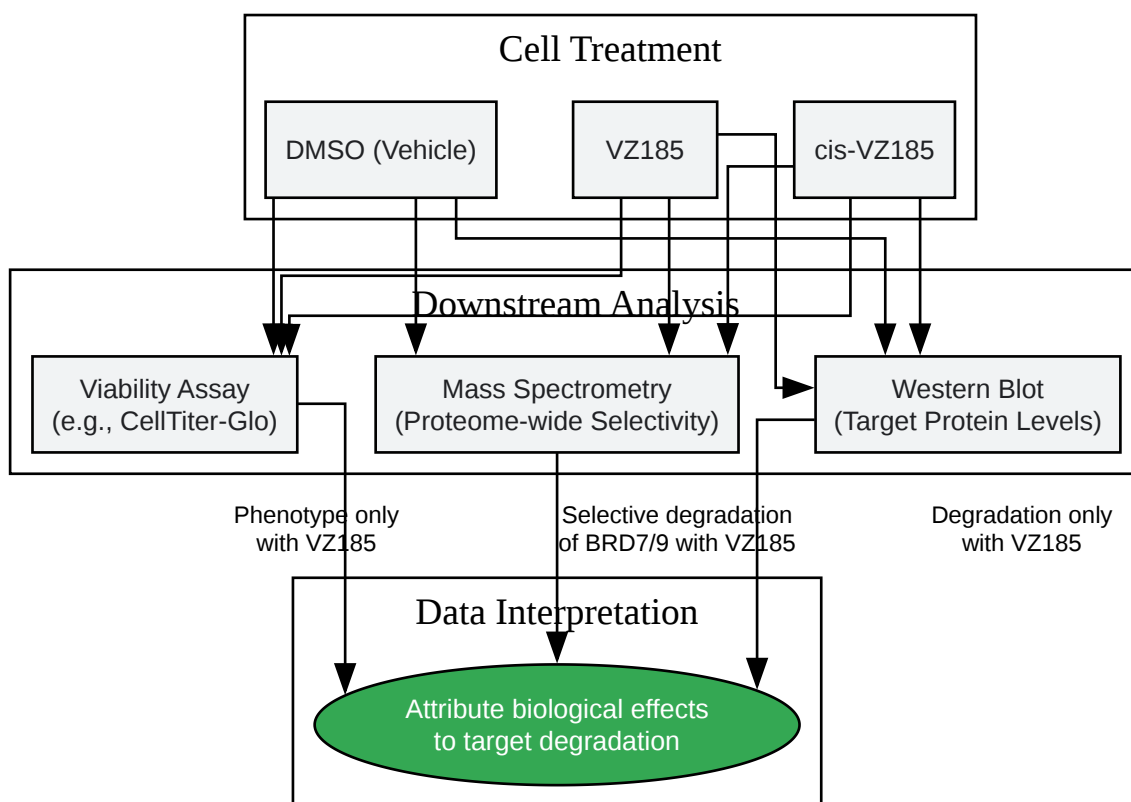 Cell Treatment
DMSO (Vehicle)
VZ185
cis-VZ185
Downstream Analysis
Viability Assay
(e.g., CellTiter-Glo)
Mass Spectrometry
(Proteome-wide Selectivity)
Western Blot
(Target Protein Levels)
Phenotype only
with VZ185
Selective degradation
of BRD7/9 with VZ185
Degradation only
with VZ185
Data Interpretation
Attribute biological effects
to target degradation